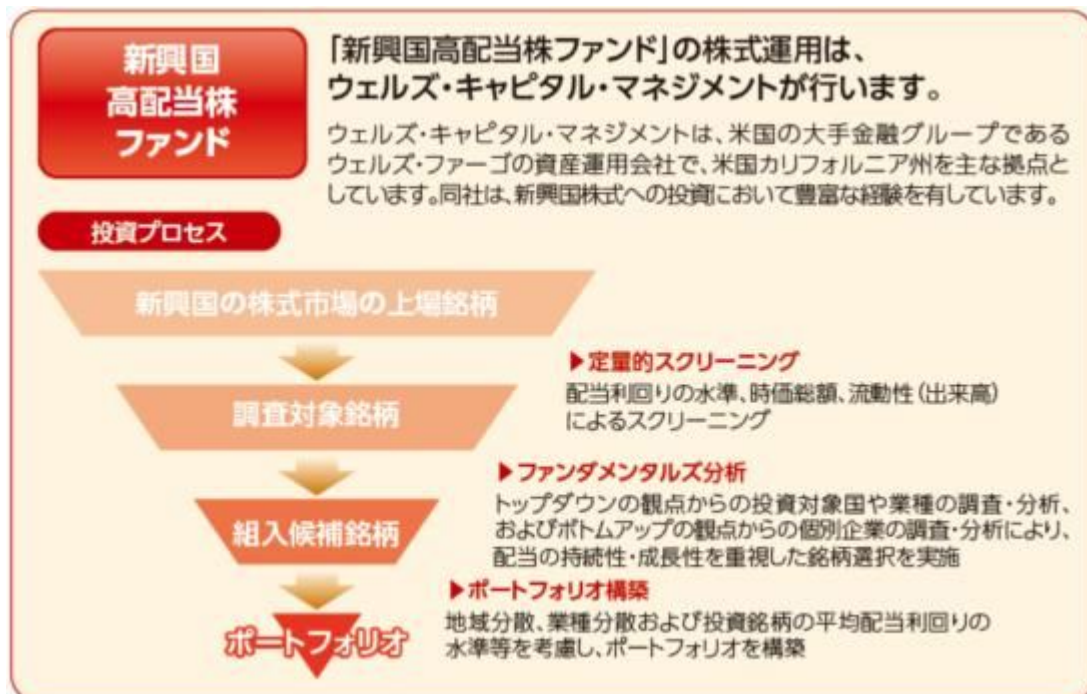 新興国
高配当株
ファンド
「新興国高配当株ファンド」の株式運用は、
ウェルズ・キャピタル・マネジメントが行います。
ウェルズ・キャピタル・マネジメントは、米国の大手金融グループである
ウェルズ・ファーゴの資産運用会社で、米国カリフォルニア州を主な拠点と
しています。同社は、新興国株式への投資において豊富な経験を有しています。
投資プロセス
新興国の株式市場の上場銘柄
▶定量的スクリーニング
配当利回りの水準、時価総額、流動性(出来高)
によるスクリーニング
調査対象銘柄
▶ファンダメンタルズ分析
トップダウンの観点からの投資対象国や業種の調査・分析、
およびボトムアップの観点からの個別企業の調査・分析により、
配当の持続性・成長性を重視した銘柄選択を実施
組入候補銘柄
▶ポートフォリオ構築
地域分散、業種分散および投資銘柄の平均配当利回りの
水準等を考慮し、ポートフォリオを構築
ポートフォリオ